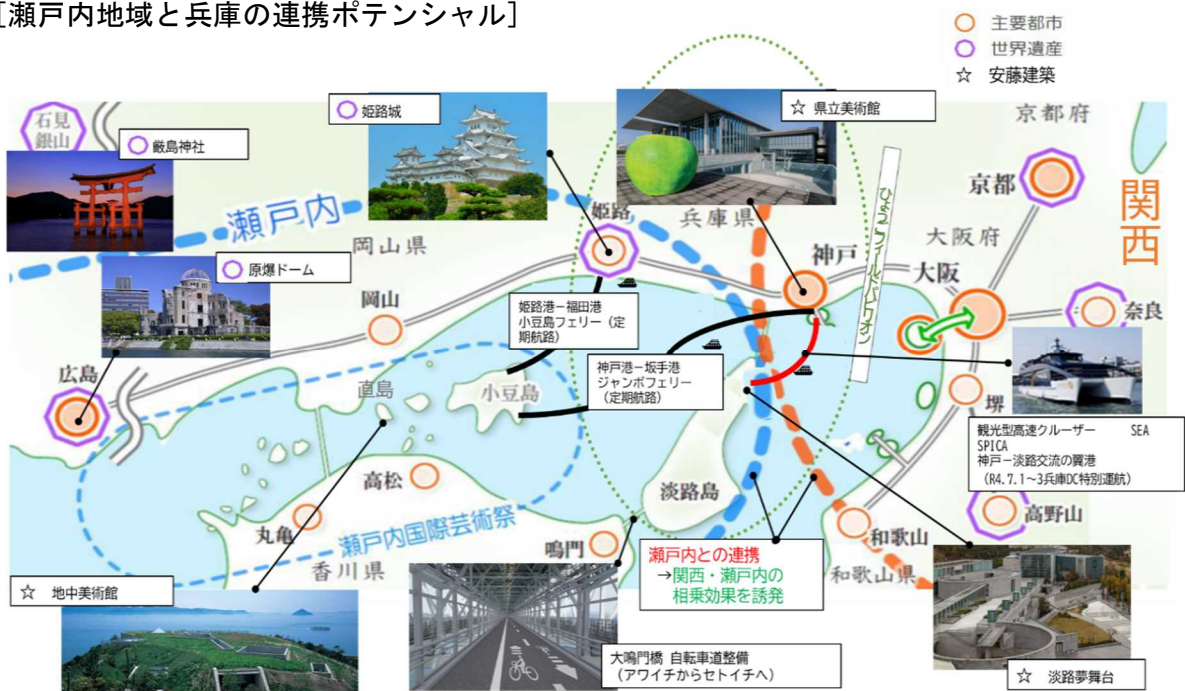 ［瀬戸内地域と兵庫の連携ポテンシャル］
主要都市
世界遺産
☆ 安藤建築
石見
銀山
厳島神社
姫路城
☆ 県立美術館
京都府
京都
関西
瀬戸内
岡山県
姫路
兵庫県
ひょうごフィールドパビリオン
大阪府
神戸
大阪
原爆ドーム
岡山
奈良
姫路港－福田港
小豆島フェリー（定
期航路）
神戸港－坂手港
ジャンボフェリー
（定期航路）
広島
直島
小豆島
堺
観光型高速クルーザー SEA
SPICA
神戸－淡路交流の翼港
（R4.7.1～3兵庫DC特別運航）
高松
淡路島
丸亀
瀬戸内国際芸術祭
鳴門
和歌山
高野山
香川県
瀬戸内との連携
→関西・瀬戸内の
相乗効果を誘発
和歌山県
☆ 地中美術館
大鳴門橋 自転車道整備
（アワイチからセトイチへ）
☆ 淡路夢舞台